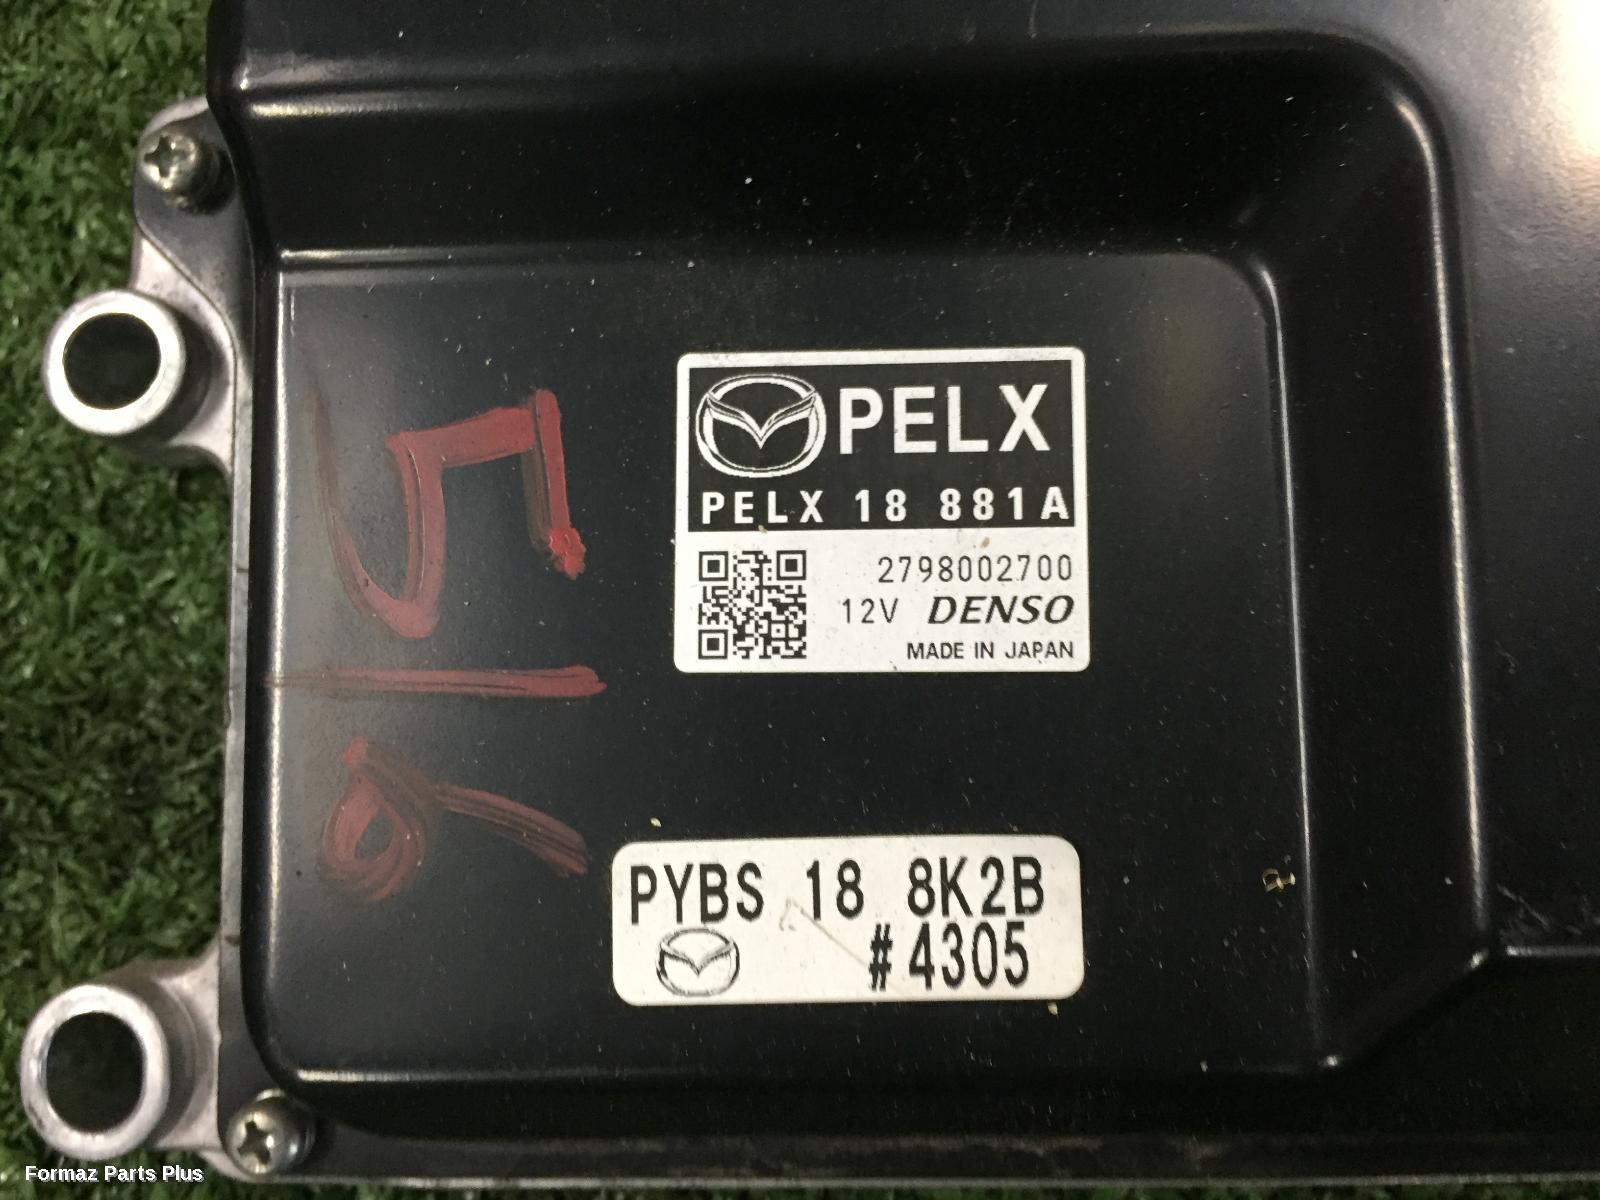 PELX
PELX 18 881A
2798002700
12V DENSO
MADE IN JAPAN
PYBS 18 8K2B
#4305
Formaz Parts Plus